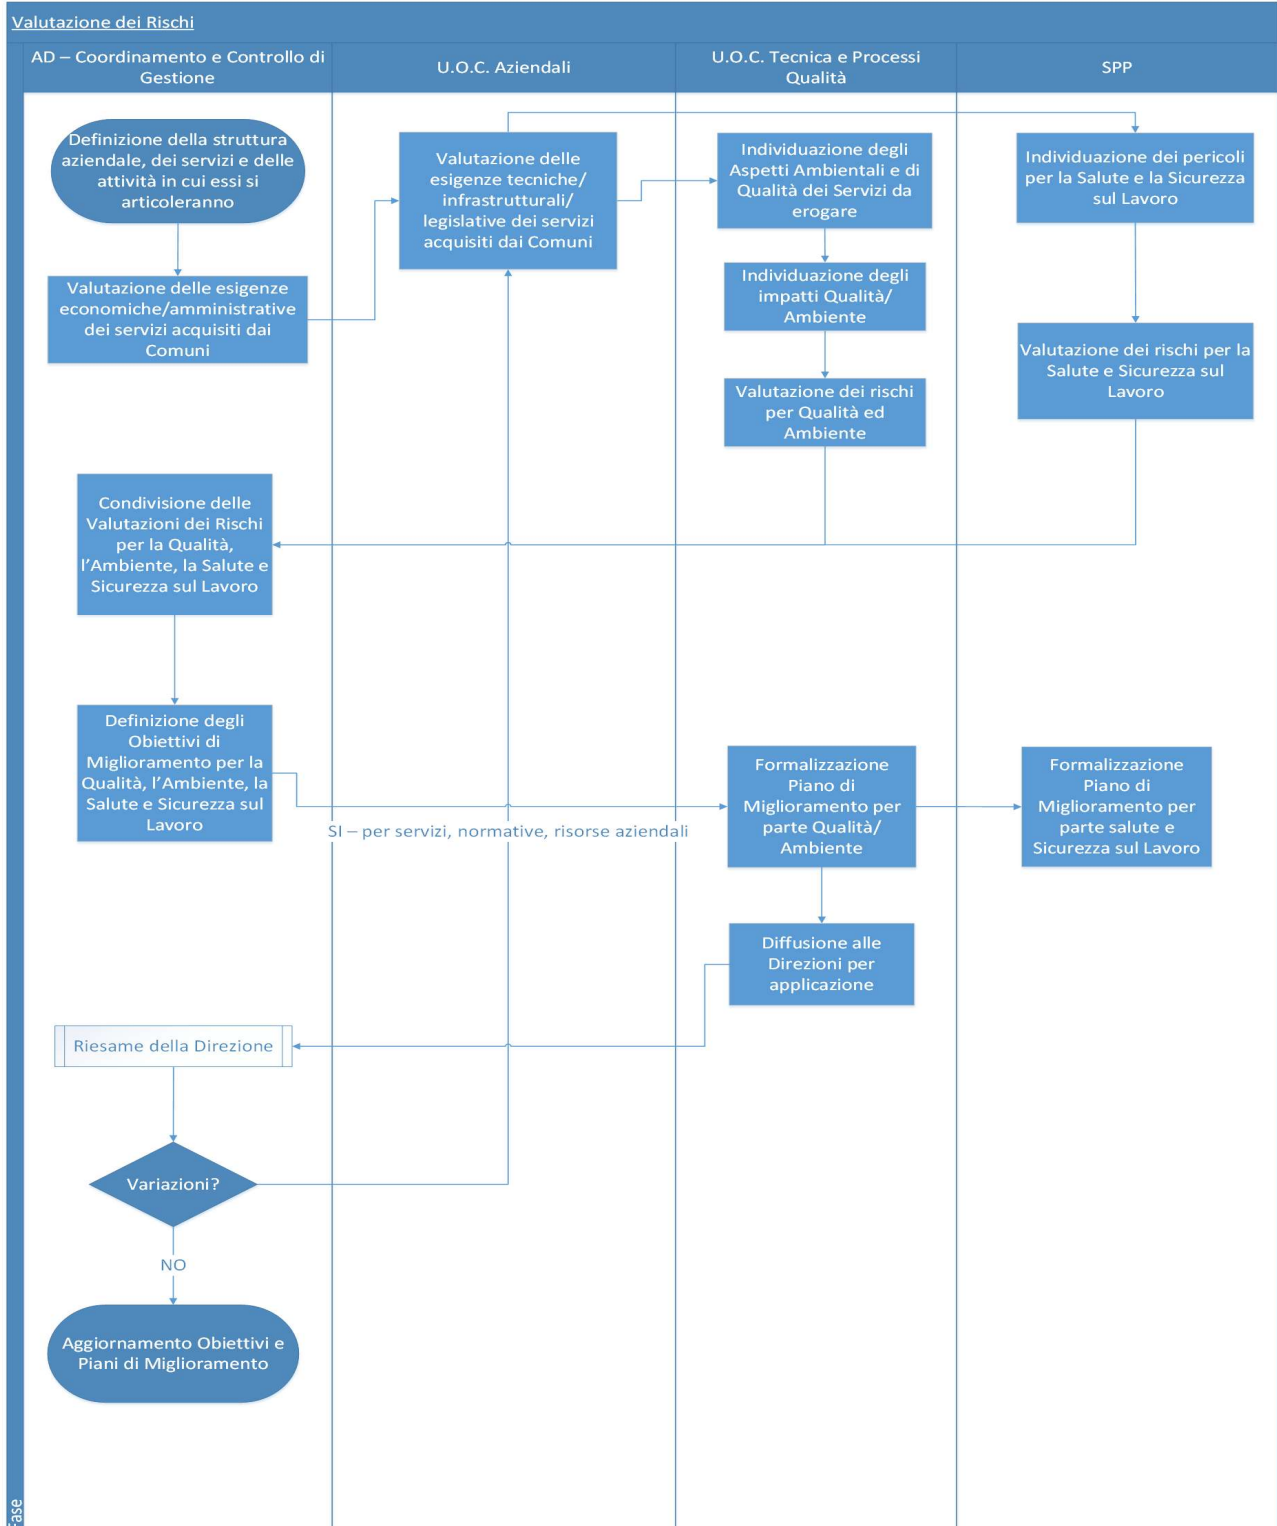 Valutazione dei Rischi
AD – Coordinamento e Controllo di
Gestione
U.O.C. Aziendali
U.O.C. Tecnica e Processi
Qualità
SPP
Definizione della struttura
aziendale, dei servizi e delle
attività in cui essi si
articoleranno
Valutazione delle esigenze
economiche/amministrative
dei servizi acquisiti dai
Comuni
Valutazione delle
esigenze tecniche/
infrastrutturali/
legislative dei servizi
acquisiti dai Comuni
Individuazione degli
Aspetti Ambientali e di
Qualità dei Servizi da
erogare
Individuazione degli
impatti Qualità/
Ambiente
Valutazione dei rischi
per Qualità ed
Ambiente
Individuazione dei pericoli
per la Salute e la Sicurezza
sul Lavoro
Valutazione dei rischi per la
Salute e Sicurezza sul
Lavoro
Condivisione delle
Valutazioni dei Rischi
per la Qualità,
l’Ambiente, la Salute e
Sicurezza sul Lavoro
Definizione degli
Obiettivi di
Miglioramento per la
Qualità, l’Ambiente, la
Salute e Sicurezza sul
Lavoro
SI – per servizi, normative, risorse aziendali
Formalizzazione
Piano di
Miglioramento per
parte Qualità/
Ambiente
Formalizzazione
Piano di
Miglioramento per
parte salute e
Sicurezza sul Lavoro
Diffusione alle
Direzioni per
applicazione
Riesame della Direzione
Variazioni?
NO
Aggiornamento Obiettivi e
Piani di Miglioramento
Fase